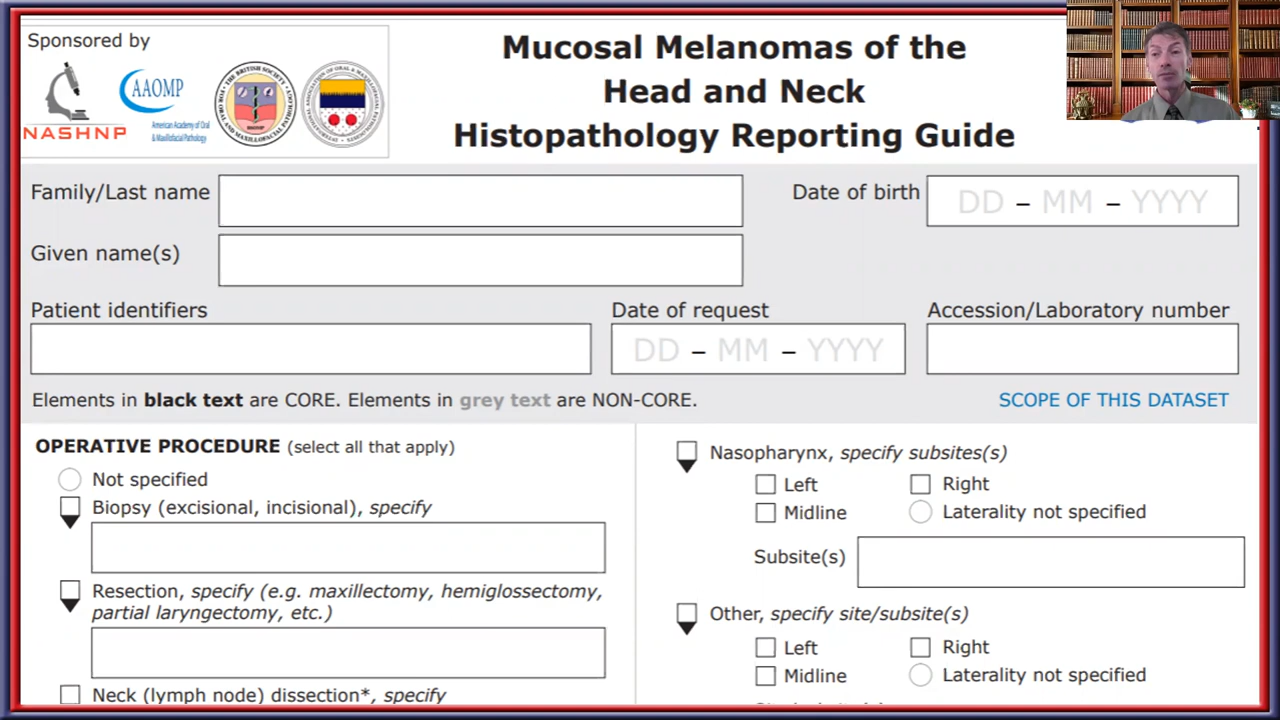 Sponsored by
NASHNP
AAOMP
American Academy of Oral
& Maxillofacial Pathology
Mucosal Melanomas of the
Head and Neck
Histopathology Reporting Guide
Family/Last name
Date of birth
DD – MM – YYYY
Given name(s)
Patient identifiers
Date of request
Accession/Laboratory number
DD – MM – YYYY
Elements in black text are CORE. Elements in grey text are NON-CORE.
SCOPE OF THIS DATASET
OPERATIVE PROCEDURE (select all that apply)
Not specified
Biopsy (excisional, incisional), specify
Resection, specify (e.g. maxillectomy, hemiglossectomy,
partial laryngectomy, etc.)
Neck (lymph node) dissection*, specify
Nasopharynx, specify subsites(s)
Left
Right
Midline
Laterality not specified
Subsite(s)
Other, specify site/subsite(s)
Left
Right
Midline
Laterality not specified